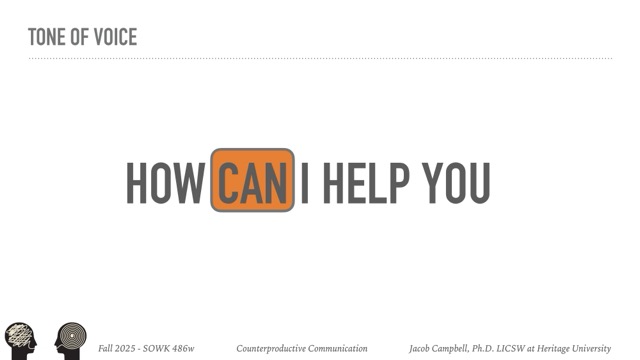 TONE OF VOICE
HOW CAN I HELP YOU
Fall 2025 - SOWK 486w Counterproductive Communication Jacob Campbell, Ph.D. LICSW at Heritage University